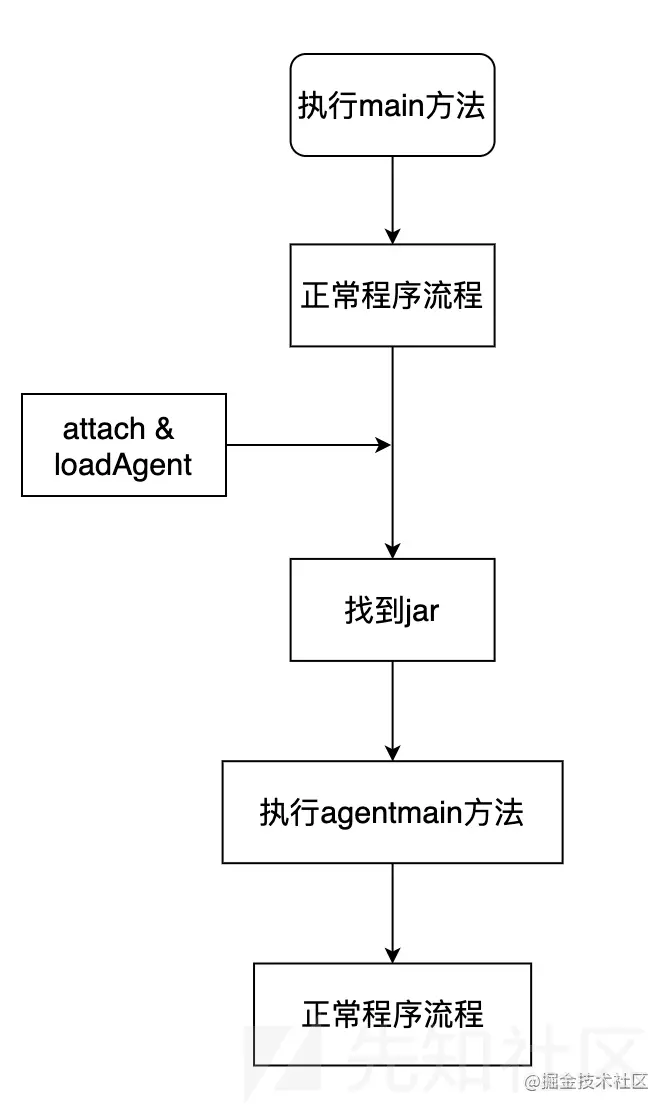 执行main方法
正常程序流程
attach &
loadAgent
找到jar
执行agentmain方法
正常程序流程
先知社区
@掘金技术社区